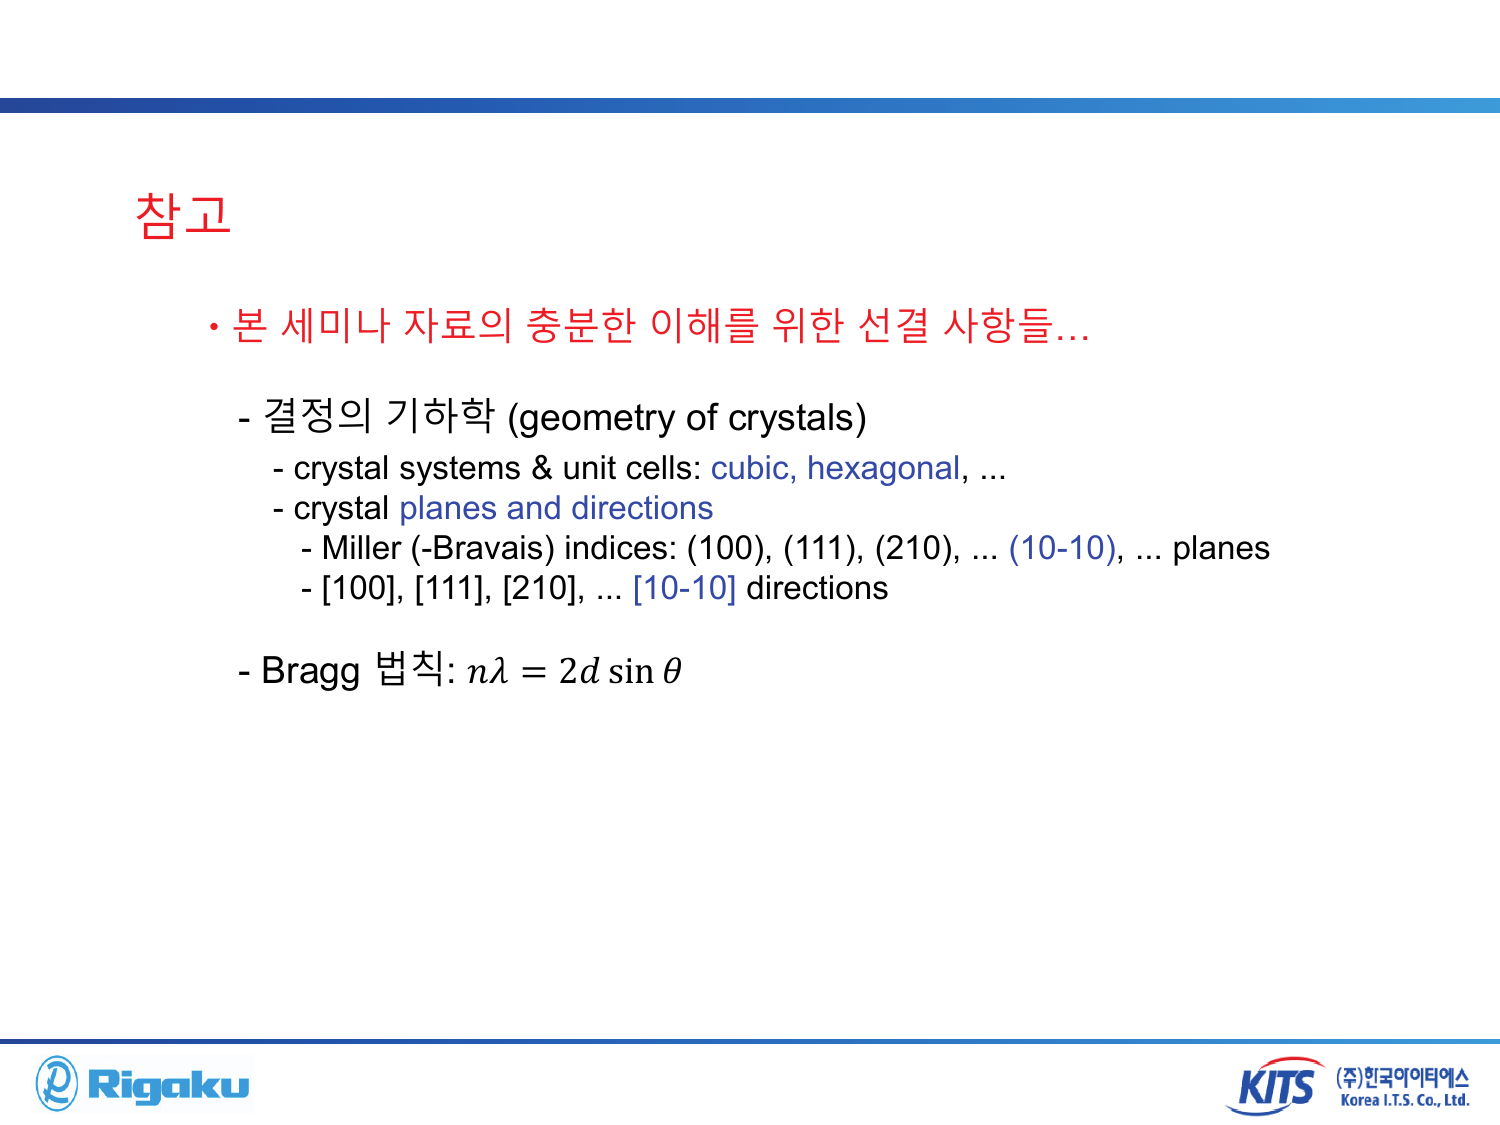 참고
• 본 세미나 자료의 충분한 이해를 위한 선결 사항들...
- 결정의 기하학 (geometry of crystals)
- crystal systems & unit cells: cubic, hexagonal, ...
- crystal planes and directions
- Miller (-Bravais) indices: (100), (111), (210), ... (10-10), ... planes
- [100], [111], [210], ... [10-10] directions
- Bragg 법칙: nλ = 2d sin θ
Rigaku
KITS
(주)한국아이티에스
Korea I.T.S. Co., Ltd.